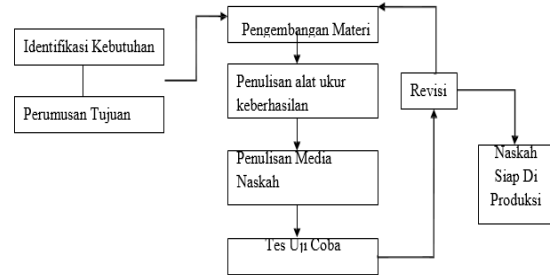 Identifikasi Kebutuhan
Perumusan Tujuan
Pengembangan Materi
Penulisan alat ukur
keberhasilan
Penulisan Media
Naskah
Tes Uji Coba
Revisi
Naskah
Siap Di
Produksi